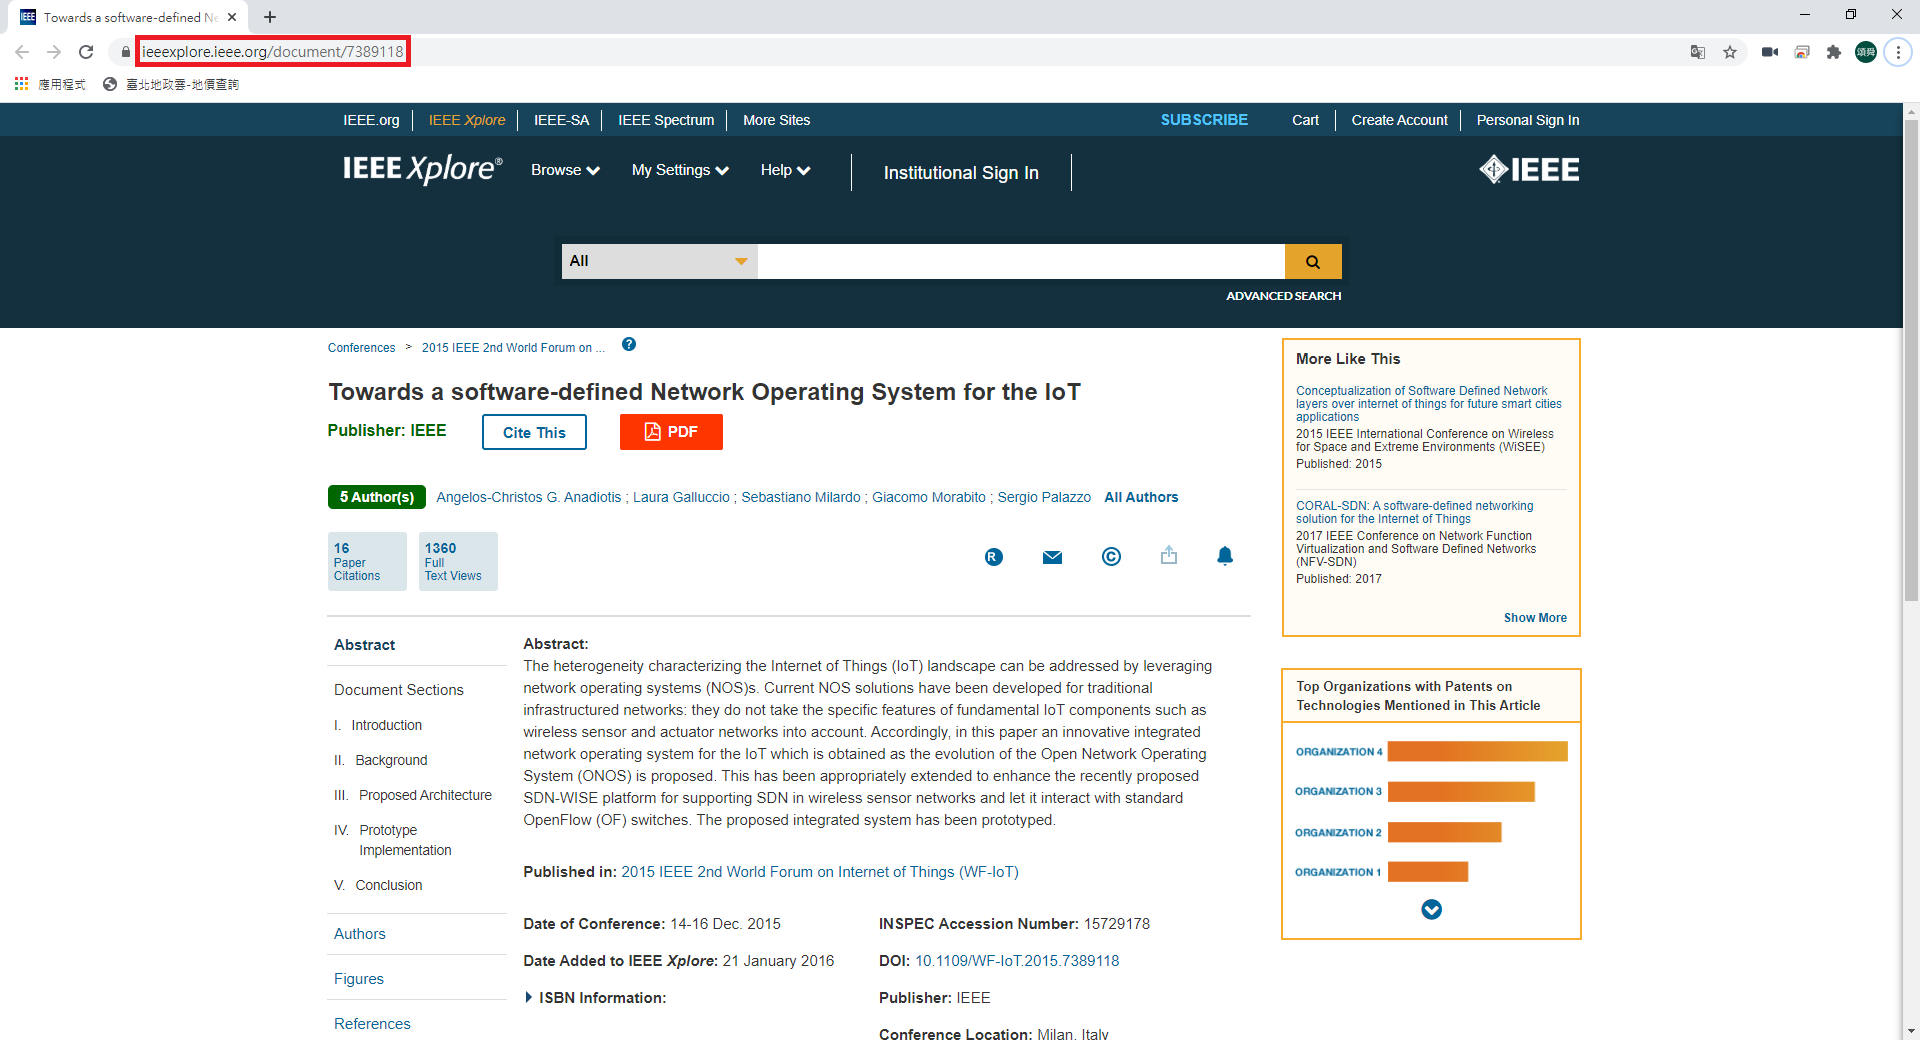 IEEE Towards a software-defined Ne
ieeexplore.ieee.org/document/7389118
頌舜
應用程式 臺北地政雲-地價查詢
IEEE.org IEEE Xplore IEEE-SA IEEE Spectrum More Sites SUBSCRIBE Cart Create Account Personal Sign In
IEEE Xplore® Browse My Settings Help Institutional Sign In IEEE
All
ADVANCED SEARCH
Conferences > 2015 IEEE 2nd World Forum on ... ?
Towards a software-defined Network Operating System for the IoT
Publisher: IEEE Cite This PDF
5 Author(s) Angelos-Christos G. Anadiotis ; Laura Galluccio ; Sebastiano Milardo ; Giacomo Morabito ; Sergio Palazzo All Authors
16
Paper
Citations
1360
Full
Text Views
R ©
Abstract
Document Sections
I. Introduction
II. Background
III. Proposed Architecture
IV. Prototype
Implementation
V. Conclusion
Authors
Figures
References
Abstract:
The heterogeneity characterizing the Internet of Things (IoT) landscape can be addressed by leveraging
network operating systems (NOS)s. Current NOS solutions have been developed for traditional
infrastructured networks: they do not take the specific features of fundamental IoT components such as
wireless sensor and actuator networks into account. Accordingly, in this paper an innovative integrated
network operating system for the IoT which is obtained as the evolution of the Open Network Operating
System (ONOS) is proposed. This has been appropriately extended to enhance the recently proposed
SDN-WISE platform for supporting SDN in wireless sensor networks and let it interact with standard
OpenFlow (OF) switches. The proposed integrated system has been prototyped.
Published in: 2015 IEEE 2nd World Forum on Internet of Things (WF-IoT)
Date of Conference: 14-16 Dec. 2015
Date Added to IEEE Xplore: 21 January 2016
ISBN Information:
INSPEC Accession Number: 15729178
DOI: 10.1109/WF-IoT.2015.7389118
Publisher: IEEE
Conference Location: Milan, Italy
More Like This
Conceptualization of Software Defined Network
layers over internet of things for future smart cities
applications
2015 IEEE International Conference on Wireless
for Space and Extreme Environments (WiSEE)
Published: 2015
CORAL-SDN: A software-defined networking
solution for the Internet of Things
2017 IEEE Conference on Network Function
Virtualization and Software Defined Networks
(NFV-SDN)
Published: 2017
Show More
Top Organizations with Patents on
Technologies Mentioned in This Article
ORGANIZATION 4
ORGANIZATION 3
ORGANIZATION 2
ORGANIZATION 1